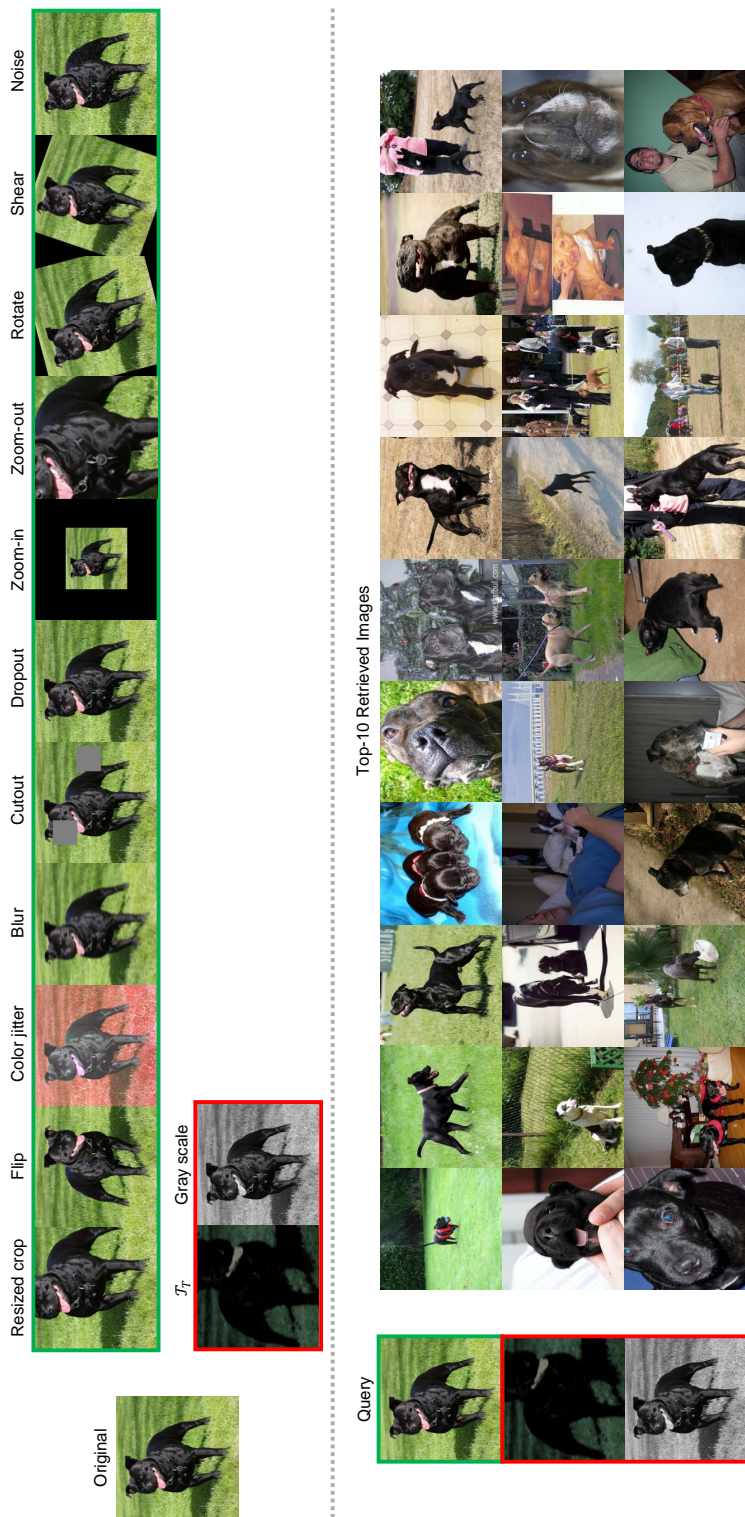 Original
Resized crop
Flip
Color jitter
Blur
Cutout
Dropout
Zoom-in
Zoom-out
Rotate
Shear
Noise
𝒯_T
Gray scale
Query
Top-10 Retrieved Images